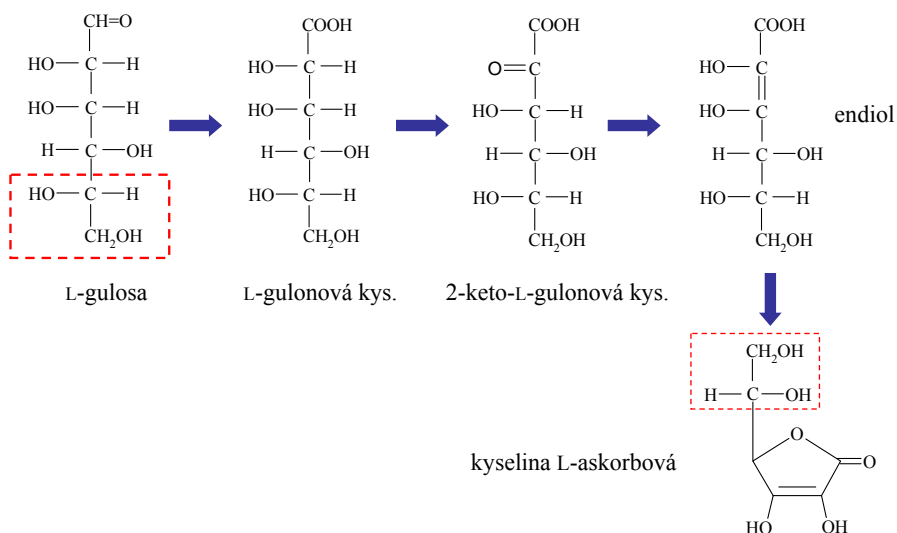 CH=O
HO—C—H
HO—C—H
H—C—OH
HO—C—H
CH₂OH
L-gulosa
COOH
HO—C—H
HO—C—H
H—C—OH
HO—C—H
CH₂OH
L-gulonová kys.
COOH
O=C
HO—C—H
H—C—OH
HO—C—H
CH₂OH
2-keto-L-gulonová kys.
COOH
HO—C
HO—C
H—C—OH
HO—C—H
CH₂OH
endiol
CH₂OH
H—C—OH
O
O
HO OH
kyselina L-askorbová